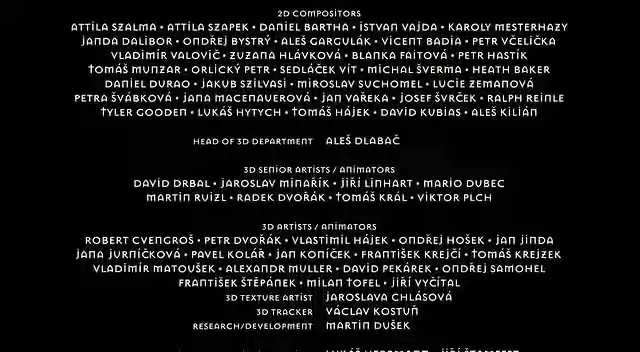 2D COMPOSITORS
ATTILA SZALMA • ATTILA SZAPEK • DANIEL BARTHA • ISTVAN VAJDA • KAROLY MESTERHAZY
JANDA DALIBOR • ONDŘEJ BYSTRÝ • ALEŠ GARGULÁK • VICENT BADIA • PETR VČELIČKA
VLADIMÍR VALOVIČ • ZUZANA HLÁVKOVÁ • BLANKA FAITOVÁ • PETR HASTÍK
TOMÁŠ MUNZAR • ORLICKÝ PETR • SEDLÁČEK VÍT • MICHAL ŠVERMA • HEATH BAKER
DANIEL DURAO • JAKUB SZILVASI • MIROSLAV SUCHOMEL • LUCIE ZEMANOVÁ
PETRA ŠVÁBKOVÁ • JANA MACENAUEROVÁ • JAN VAŘEKA • JOSEF ŠVRČEK • RALPH REINLE
TYLER GOODEN • LUKÁŠ HYTYCH • TOMÁŠ HÁJEK • DAVID KUBIAS • ALEŠ KILIÁN
HEAD OF 3D DEPARTMENT ALEŠ DLABAČ
3D SENIOR ARTISTS / ANIMATORS
DAVID DRBAL • JAROSLAV MINAŘÍK • JIŘÍ LINHART • MARIO DUBEC
MARTIN RUIZL • RADEK DVOŘÁK • TOMÁŠ KRÁL • VIKTOR PLCH
3D ARTISTS / ANIMATORS
ROBERT CVENGROŠ • PETR DVOŘÁK • VLASTIMIL HÁJEK • ONDŘEJ HOŠEK • JAN JINDA
JANA JURNÍČKOVÁ • PAVEL KOLÁŘ • JAN KONÍČEK • FRANTIŠEK KREJČÍ • TOMÁŠ KREJZEK
VLADIMÍR MATOUŠEK • ALEXANDR MULLER • DAVID PEKÁREK • ONDŘEJ SAMOHEL
FRANTIŠEK ŠTĚPÁNEK • MILAN TOFEL • JIŘÍ VYČÍTAL
3D TEXTURE ARTIST JAROSLAVA CHLÁSOVÁ
3D TRACKER VÁCLAV KOSTUŇ
RESEARCH/DEVELOPMENT MARTIN DUŠEK